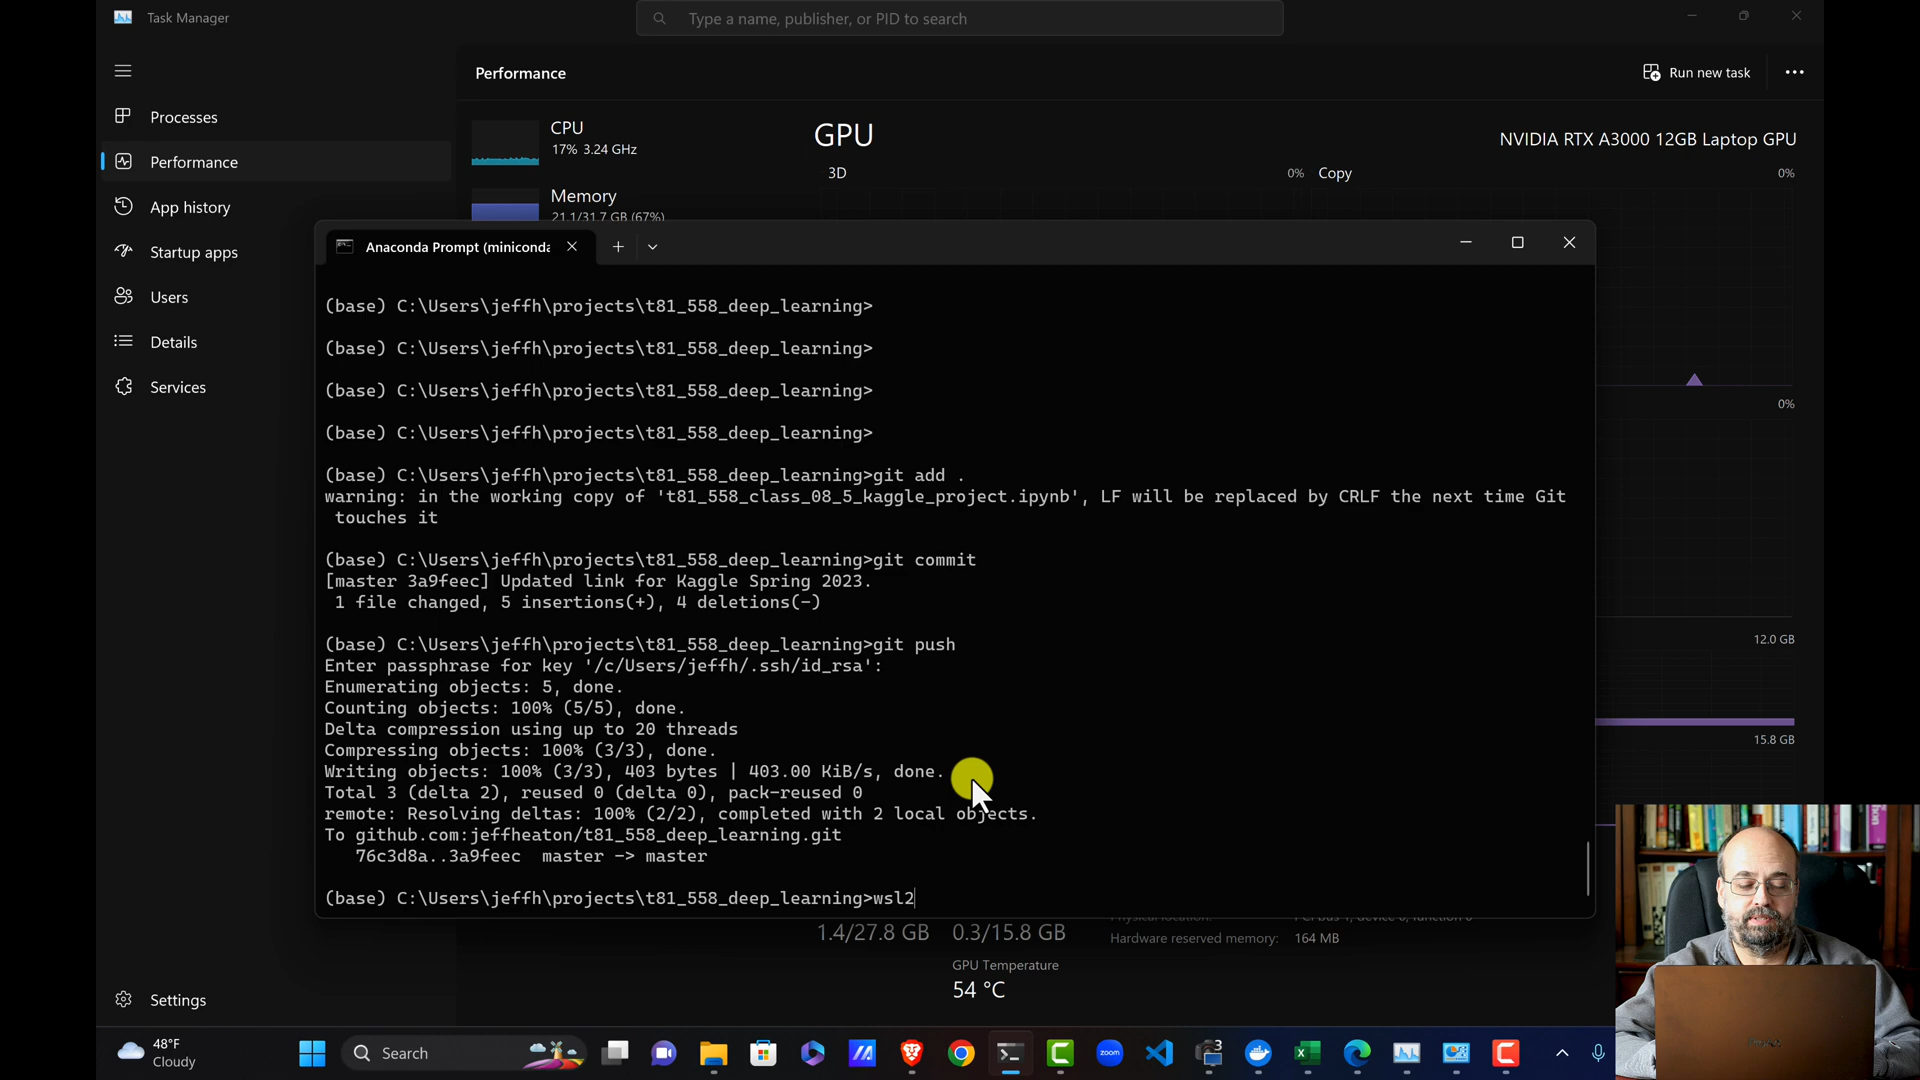 Task Manager
Type a name, publisher, or PID to search
Performance
Run new task
Processes
Performance
App history
Startup apps
Users
Details
Services
Settings
CPU
17% 3.24 GHz
Memory
21.1/31.7 GB (67%)
GPU
NVIDIA RTX A3000 12GB Laptop GPU
3D
0%
Copy
0%
0%
12.0 GB
15.8 GB
Anaconda Prompt (miniconda
(base) C:\Users\jeffh\projects\t81_558_deep_learning>
(base) C:\Users\jeffh\projects\t81_558_deep_learning>
(base) C:\Users\jeffh\projects\t81_558_deep_learning>
(base) C:\Users\jeffh\projects\t81_558_deep_learning>
(base) C:\Users\jeffh\projects\t81_558_deep_learning>git add .
warning: in the working copy of 't81_558_class_08_5_kaggle_project.ipynb', LF will be replaced by CRLF the next time Git
touches it
(base) C:\Users\jeffh\projects\t81_558_deep_learning>git commit
[master 3a9feec] Updated link for Kaggle Spring 2023.
1 file changed, 5 insertions(+), 4 deletions(-)
(base) C:\Users\jeffh\projects\t81_558_deep_learning>git push
Enter passphrase for key '/c/Users/jeffh/.ssh/id_rsa':
Enumerating objects: 5, done.
Counting objects: 100% (5/5), done.
Delta compression using up to 20 threads
Compressing objects: 100% (3/3), done.
Writing objects: 100% (3/3), 403 bytes | 403.00 KiB/s, done.
Total 3 (delta 2), reused 0 (delta 0), pack-reused 0
remote: Resolving deltas: 100% (2/2), completed with 2 local objects.
To github.com:jeffheaton/t81_558_deep_learning.git
76c3d8a..3a9feec master -> master
(base) C:\Users\jeffh\projects\t81_558_deep_learning>wsl2
1.4/27.8 GB
0.3/15.8 GB
Hardware reserved memory:
164 MB
GPU Temperature
54 °C
48°F
Cloudy
Search
zoom
3